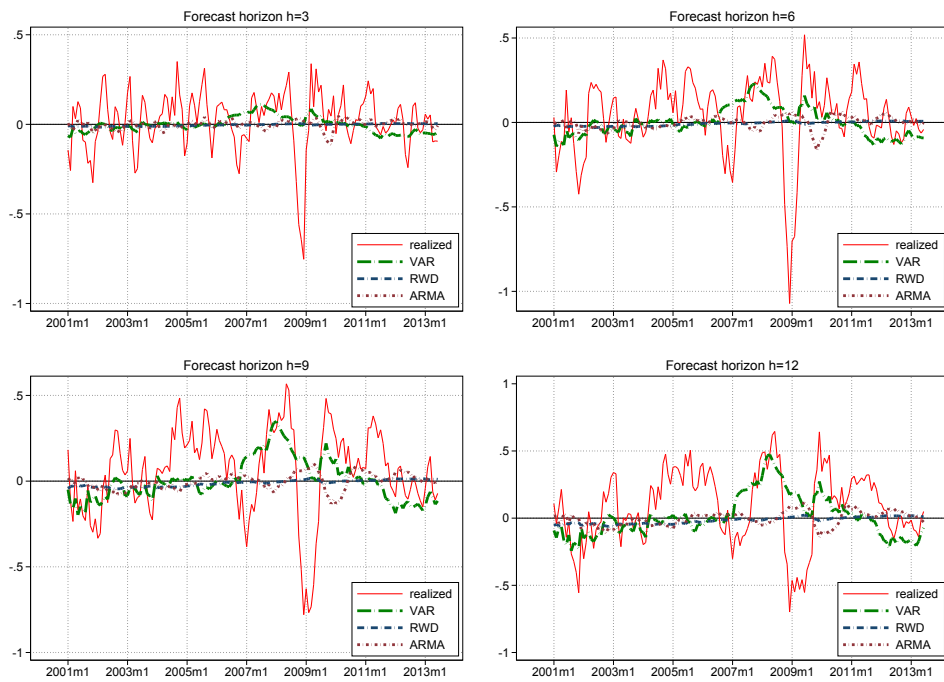 Forecast horizon h=3
.5
0
-.5
-1
2001m1 2003m1 2005m1 2007m1 2009m1 2011m1 2013m1
realized
VAR
RWD
ARMA
Forecast horizon h=6
.5
0
-.5
-1
2001m1 2003m1 2005m1 2007m1 2009m1 2011m1 2013m1
realized
VAR
RWD
ARMA
Forecast horizon h=9
.5
0
-.5
-1
2001m1 2003m1 2005m1 2007m1 2009m1 2011m1 2013m1
realized
VAR
RWD
ARMA
Forecast horizon h=12
1
.5
0
-.5
-1
2001m1 2003m1 2005m1 2007m1 2009m1 2011m1 2013m1
realized
VAR
RWD
ARMA